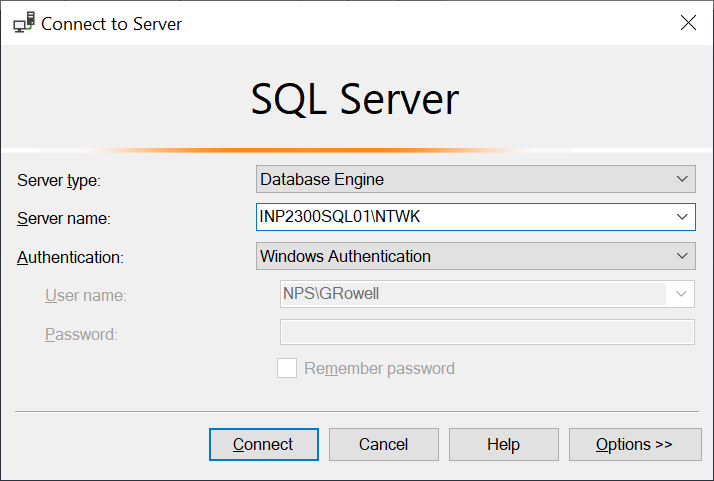 Connect to Server
SQL Server
Server type: Database Engine
Server name: INP2300SQL01\NTWK
Authentication: Windows Authentication
User name: NPS\GRowell
Password:
Remember password
Connect Cancel Help Options >>